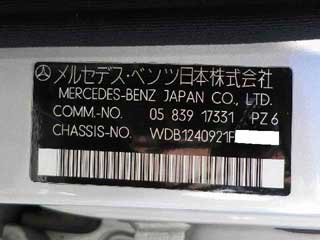 メルセデス・ベンツ日本株式会社
MERCEDES-BENZ JAPAN CO., LTD.
COMM.-NO. 05 839 17331 / PZ6
CHASSIS-NO. WDB1240921F